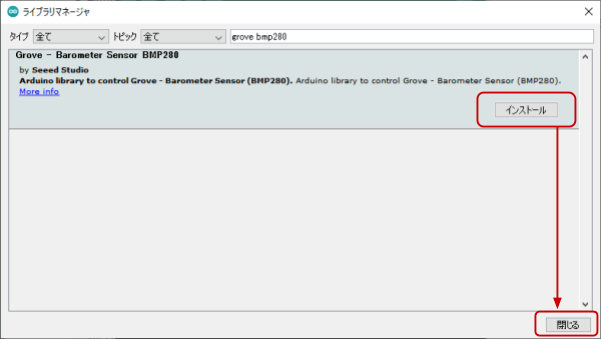 ライブラリマネージャ
タイプ 全て トピック 全て grove bmp280
Grove - Barometer Sensor BMP280
by Seeed Studio
Arduino library to control Grove - Barometer Sensor (BMP280). Arduino library to control Grove - Barometer Sensor (BMP280).
More info
インストール
閉じる